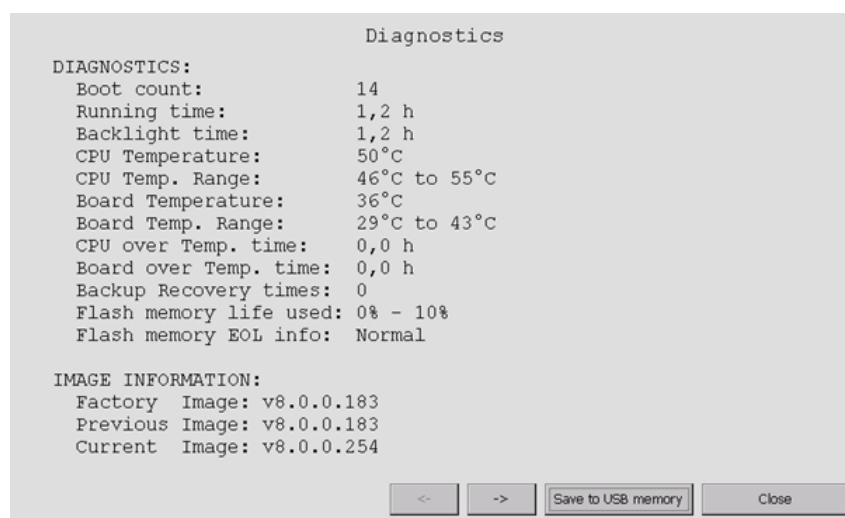 Diagnostics
DIAGNOSTICS:
Boot count: 14
Running time: 1,2 h
Backlight time: 1,2 h
CPU Temperature: 50°C
CPU Temp. Range: 46°C to 55°C
Board Temperature: 36°C
Board Temp. Range: 29°C to 43°C
CPU over Temp. time: 0,0 h
Board over Temp. time: 0,0 h
Backup Recovery times: 0
Flash memory life used: 0% - 10%
Flash memory EOL info: Normal
IMAGE INFORMATION:
Factory Image: v8.0.0.183
Previous Image: v8.0.0.183
Current Image: v8.0.0.254
<- -> Save to USB memory Close